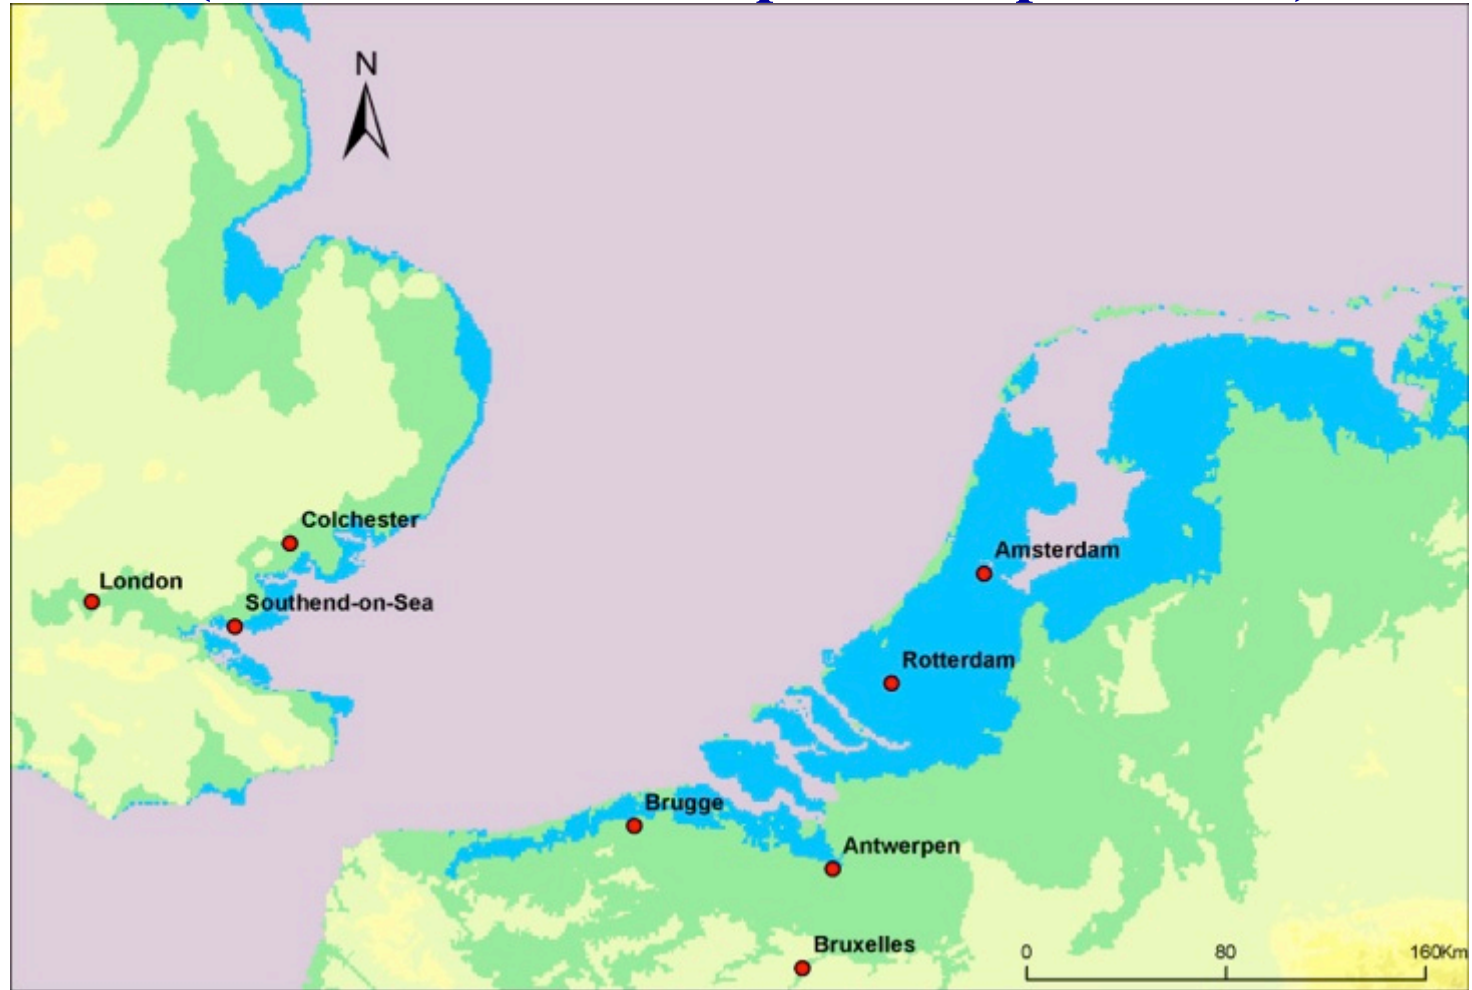 N
Colchester
London
Amsterdam
Southend-on-Sea
Rotterdam
Brugge
Antwerpen
Bruxelles
0 80 160Km